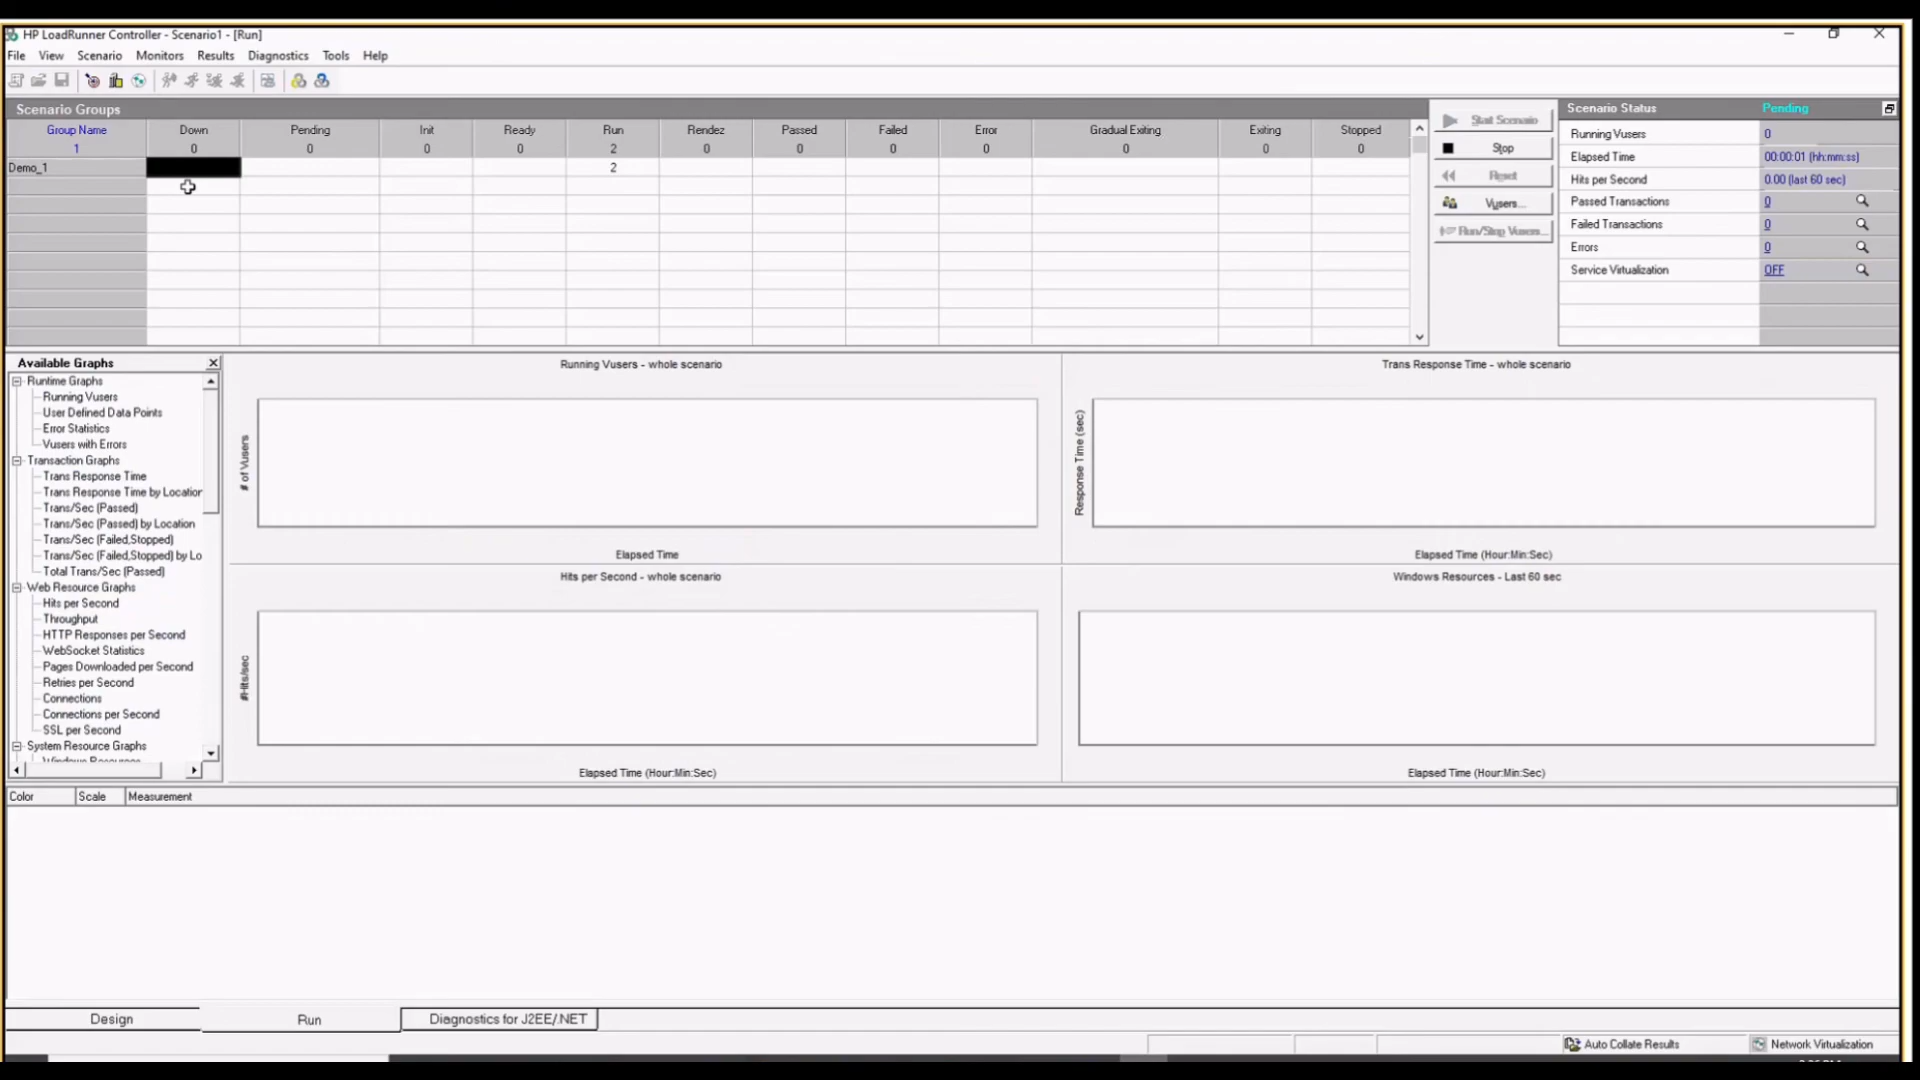 HP LoadRunner Controller - Scenario1 - [Run]
File View Scenario Monitors Results Diagnostics Tools Help
Scenario Groups
Group Name Down Pending Init Ready Run Rendez Passed Failed Error Gradual Exiting Exiting Stopped
1 0 0 0 0 2 0 0 0 0 0 0 0
Demo_1 2
Start Scenario
Stop
Reset
Vusers...
Run/Stop Vusers...
Scenario Status Pending
Running Vusers 0
Elapsed Time 00:00:01 (hh:mm:ss)
Hits per Second 0.00 (last 60 sec)
Passed Transactions 0
Failed Transactions 0
Errors 0
Service Virtualization OFF
Available Graphs
Runtime Graphs
Running Vusers
User Defined Data Points
Error Statistics
Vusers with Errors
Transaction Graphs
Trans Response Time
Trans Response Time by Location
Trans/Sec (Passed)
Trans/Sec (Passed) by Location
Trans/Sec (Failed,Stopped)
Trans/Sec (Failed,Stopped) by Lo
Total Trans/Sec (Passed)
Web Resource Graphs
Hits per Second
Throughput
HTTP Responses per Second
WebSocket Statistics
Pages Downloaded per Second
Retries per Second
Connections
Connections per Second
SSL per Second
System Resource Graphs
Windows Resources
Running Vusers - whole scenario
# of Vusers
Elapsed Time
Trans Response Time - whole scenario
Response Time (sec)
Elapsed Time (Hour:Min:Sec)
Hits per Second - whole scenario
#Hits/sec
Elapsed Time (Hour:Min:Sec)
Windows Resources - Last 60 sec
Elapsed Time (Hour:Min:Sec)
Color Scale Measurement
Design Run Diagnostics for J2EE/.NET
Auto Collate Results Network Virtualization